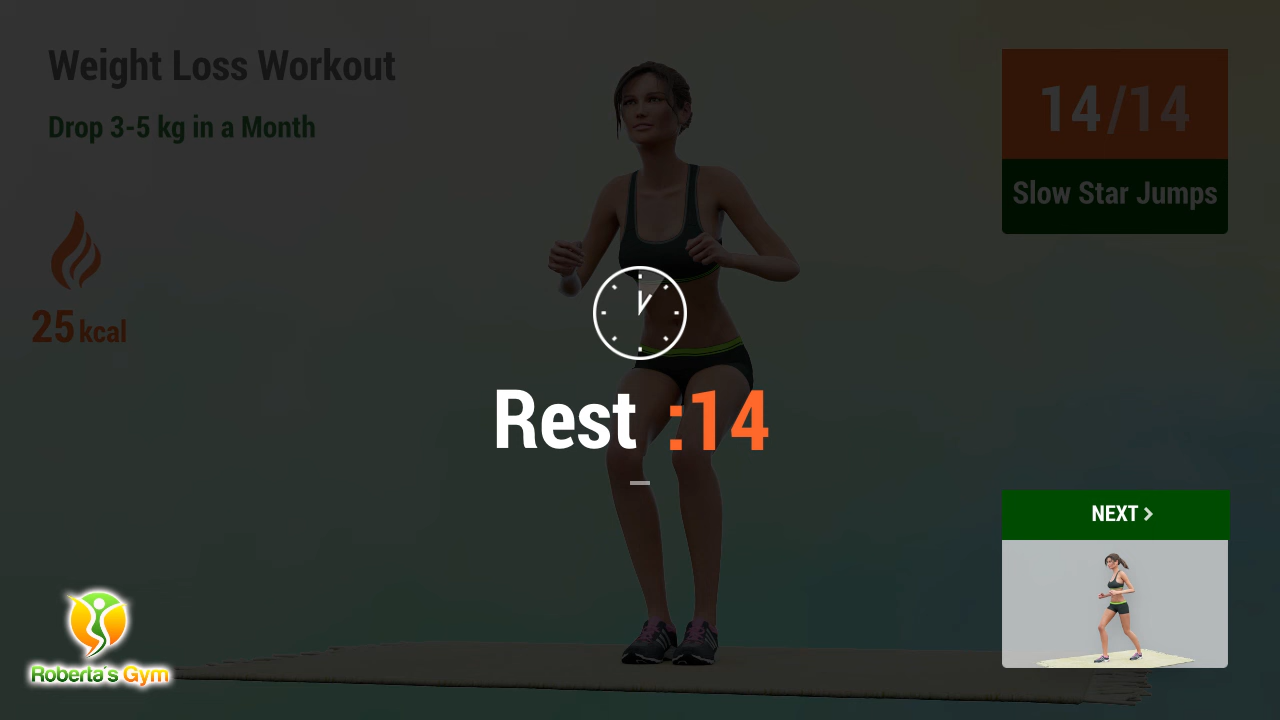 Weight Loss Workout
Drop 3-5 kg in a Month
14/14
Slow Star Jumps
25 kcal
Rest :14
NEXT >
Roberta's Gym